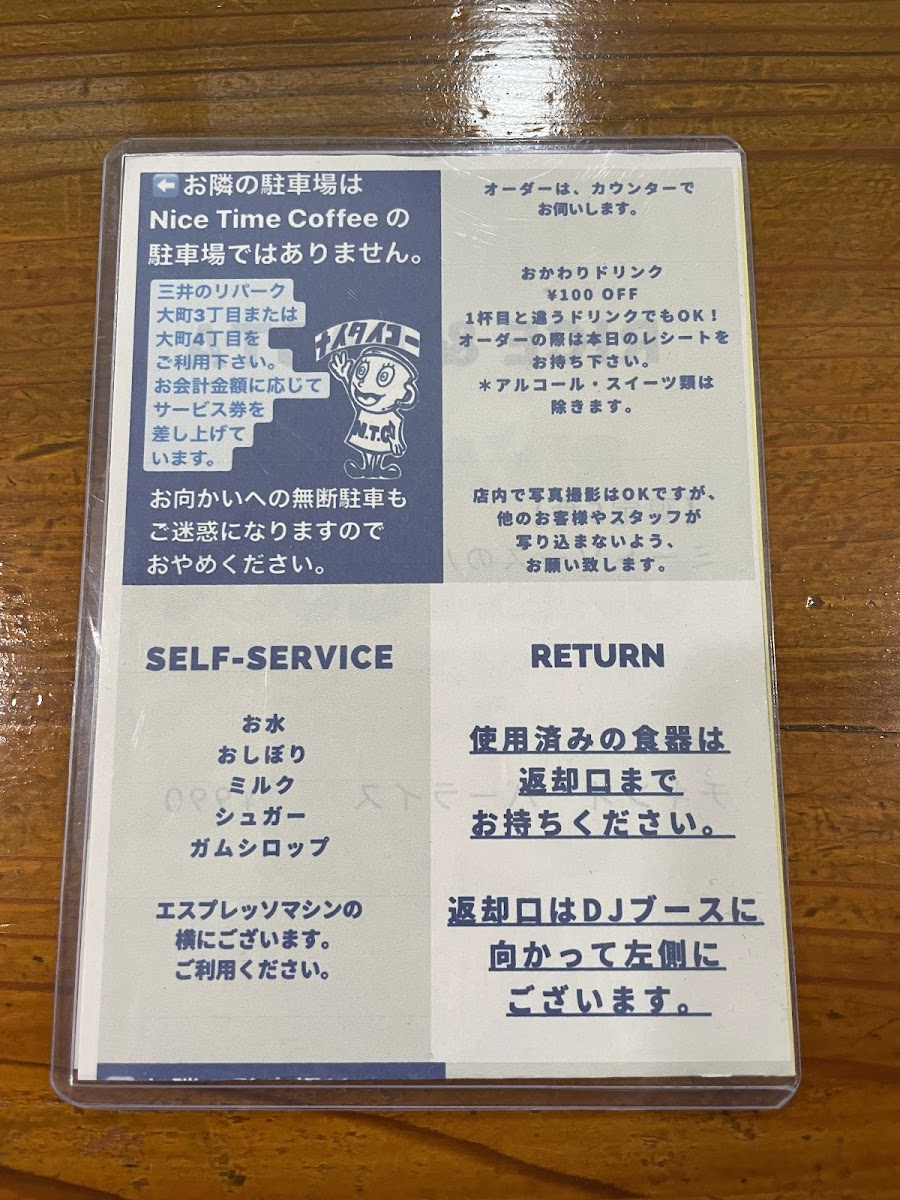 ⬅お隣の駐車場は
Nice Time Coffee の
駐車場ではありません。
三井のリパーク
大町3丁目または
大町4丁目を
ご利用下さい。
お会計金額に応じて
サービス券を
差し上げて
います。
ナイタイコー
N.T.C
お向かいへの無断駐車も
ご迷惑になりますので
おやめください。
オーダーは、カウンターで
お伺いします。
おかわりドリンク
¥100 OFF
1杯目と違うドリンクでもOK!
オーダーの際は本日のレシートを
お持ち下さい。
＊アルコール・スイーツ類は
除きます。
店内で写真撮影はOKですが、
他のお客様やスタッフが
写り込まないよう、
お願い致します。
SELF-SERVICE
お水
おしぼり
ミルク
シュガー
ガムシロップ
エスプレッソマシンの
横にございます。
ご利用ください。
RETURN
使用済みの食器は
返却口まで
お持ちください。
返却口はDJブースに
向かって左側に
ございます。